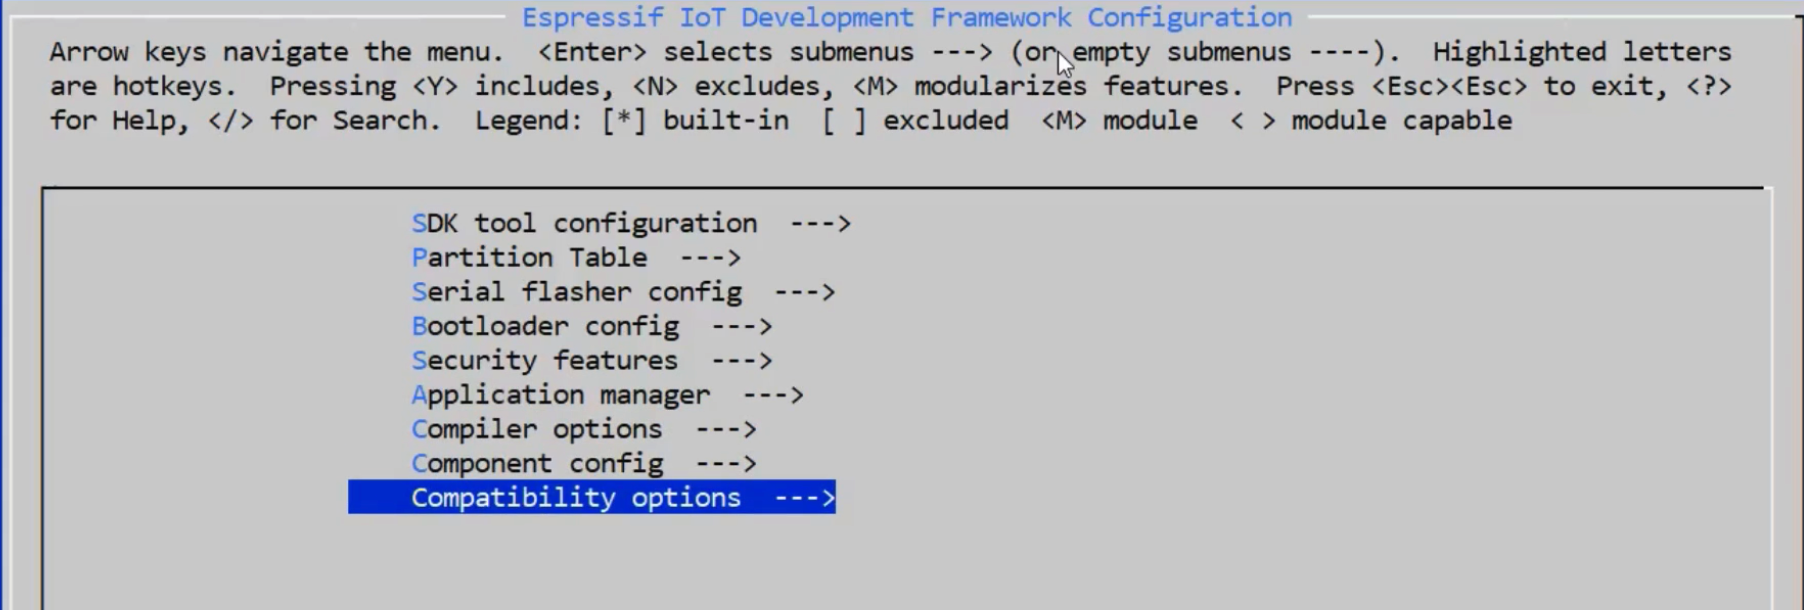 Espressif IoT Development Framework Configuration
Arrow keys navigate the menu.  <Enter> selects submenus ---> (or empty submenus ----).  Highlighted letters
are hotkeys.  Pressing <Y> includes, <N> excludes, <M> modularizes features.  Press <Esc><Esc> to exit, <?>
for Help, </> for Search.  Legend: [*] built-in  [ ] excluded  <M> module  < > module capable
SDK tool configuration  --->
Partition Table  --->
Serial flasher config  --->
Bootloader config  --->
Security features  --->
Application manager  --->
Compiler options  --->
Component config  --->
Compatibility options  --->